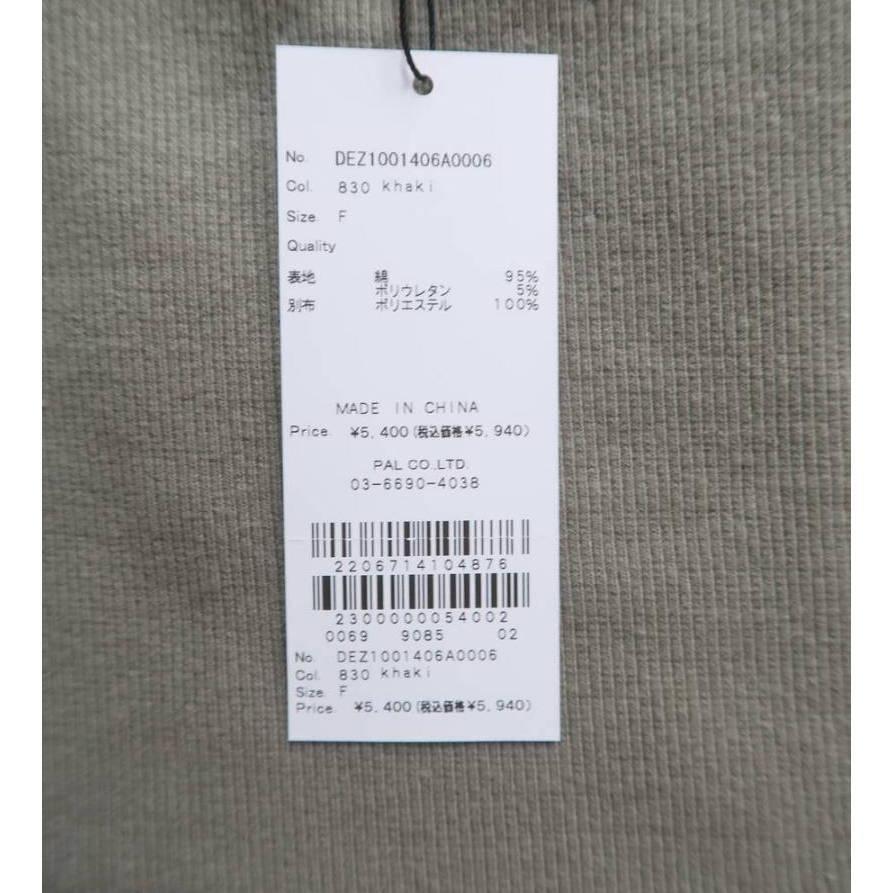 No. DEZ1001406A0006
Col. 830 khaki
Size F
Quality
表地 綿 95%
ポリウレタン 5%
別布 ポリエステル 100%
MADE IN CHINA
Price. ¥5,400(税込価格¥5,940)
PAL CO.,LTD.
03-6690-4038
2206714104876
2300000054002
0069 9085 02
No. DEZ1001406A0006
Col. 830 khaki
Size F
Price. ¥5,400(税込価格¥5,940)